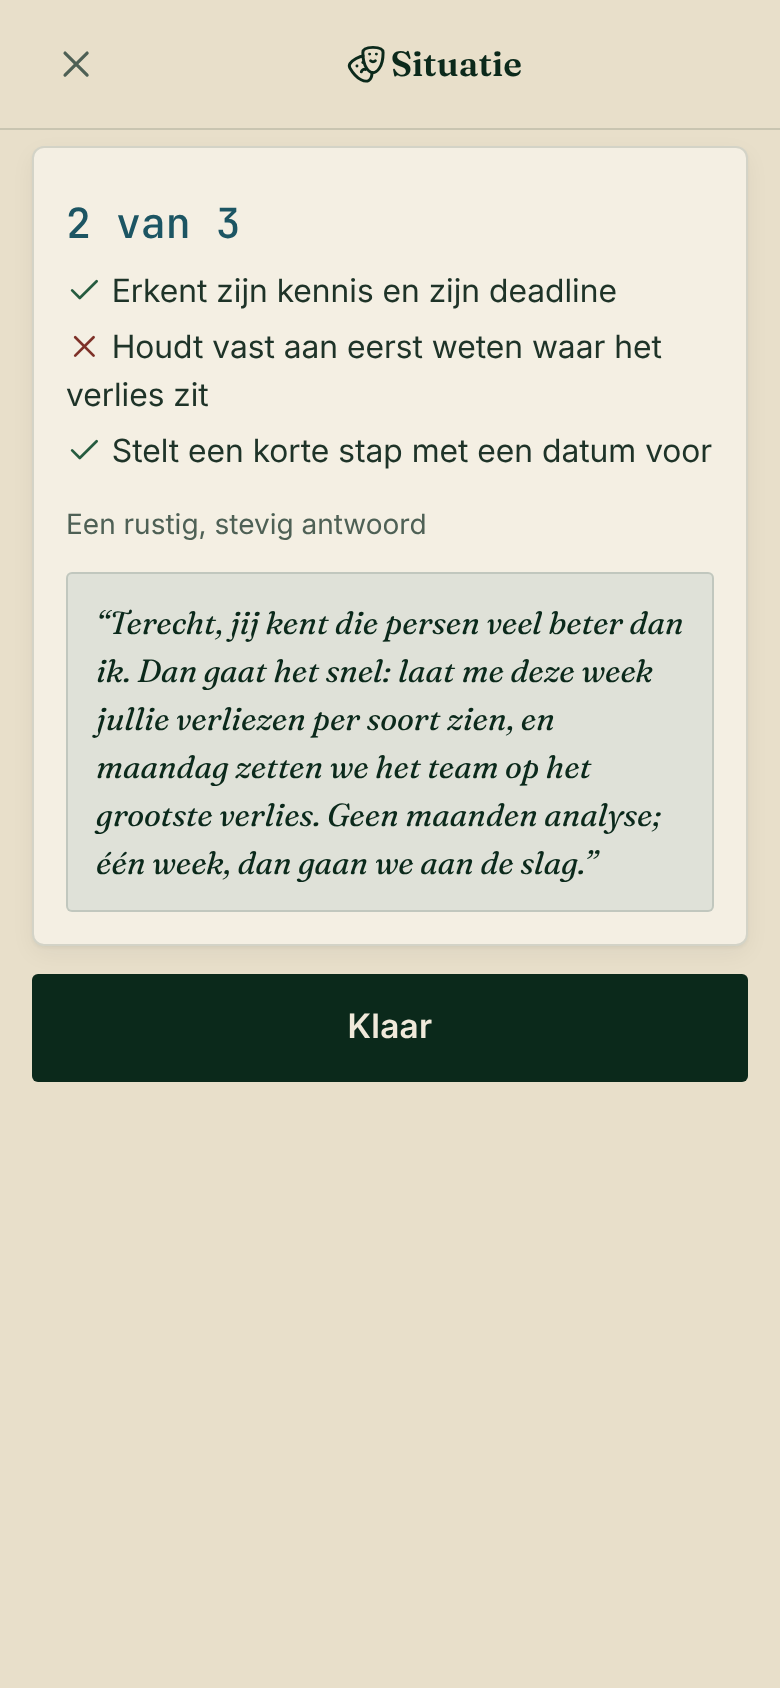 Situatie
2 van 3
Erkent zijn kennis en zijn deadline
Houdt vast aan eerst weten waar het
verlies zit
Stelt een korte stap met een datum voor
Een rustig, stevig antwoord
“Terecht, jij kent die persen veel beter dan
ik. Dan gaat het snel: laat me deze week
jullie verliezen per soort zien, en
maandag zetten we het team op het
grootste verlies. Geen maanden analyse;
één week, dan gaan we aan de slag.”
Klaar